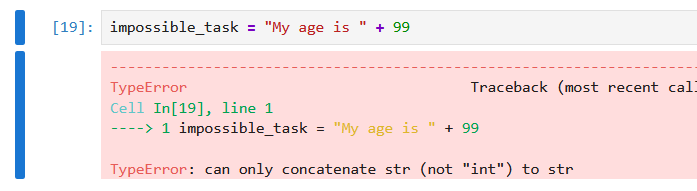 [19]: impossible_task = "My age is " + 99
---------------------------------------------------------------------------
TypeError Traceback (most recent cal
Cell In[19], line 1
----> 1 impossible_task = "My age is " + 99
TypeError: can only concatenate str (not "int") to str